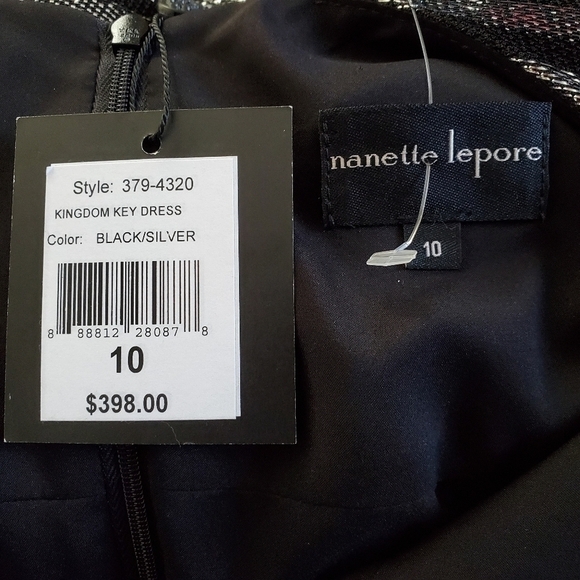 Style: 379-4320
KINGDOM KEY DRESS
Color: BLACK/SILVER
8 88812 28087 8
10
$398.00
nanette lepore
10